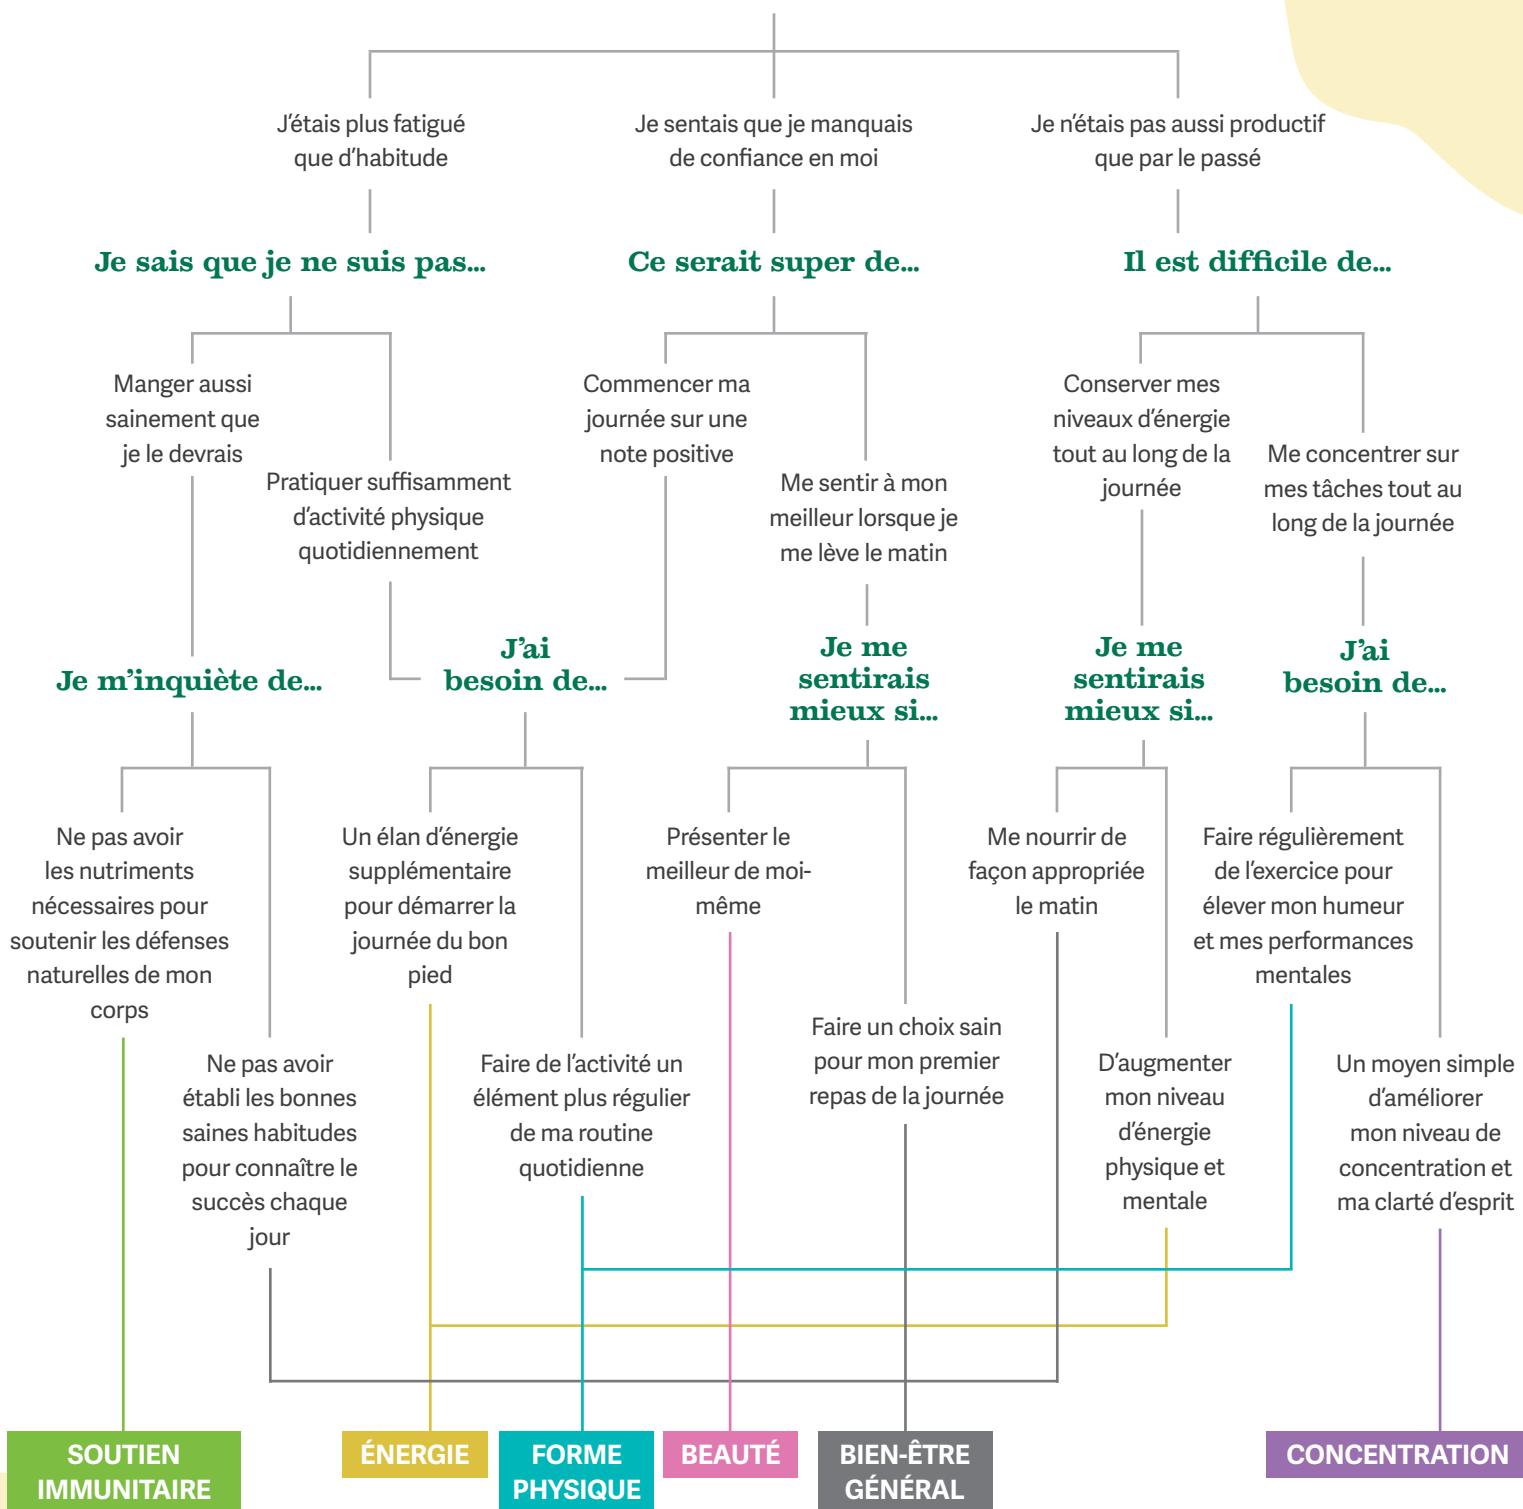 J'étais plus fatigué
que d'habitude
Je sentais que je manquais
de confiance en moi
Je n'étais pas aussi productif
que par le passé
Je sais que je ne suis pas...
Ce serait super de...
Il est difficile de...
Manger aussi
sainement que
je le devrais
Pratiquer suffisamment
d'activité physique
quotidiennement
Commencer ma
journée sur une
note positive
Me sentir à mon
meilleur lorsque je
me lève le matin
Conserver mes
niveaux d'énergie
tout au long de la
journée
Me concentrer sur
mes tâches tout au
long de la journée
Je m'inquiète de...
J'ai
besoin de...
Je me
sentirais
mieux si...
Je me
sentirais
mieux si...
J'ai
besoin de...
Ne pas avoir
les nutriments
nécessaires pour
soutenir les défenses
naturelles de mon
corps
Ne pas avoir
établi les bonnes
saines habitudes
pour connaître le
succès chaque
jour
Un élan d'énergie
supplémentaire
pour démarrer la
journée du bon
pied
Faire de l'activité un
élément plus régulier
de ma routine
quotidienne
Présenter le
meilleur de moi-
même
Faire un choix sain
pour mon premier
repas de la journée
Me nourrir de
façon appropriée
le matin
D'augmenter
mon niveau
d'énergie
physique et
mentale
Faire régulièrement
de l'exercice pour
élever mon humeur
et mes performances
mentales
Un moyen simple
d'améliorer
mon niveau de
concentration et
ma clarté d'esprit
SOUTIEN
IMMUNITAIRE
ÉNERGIE
FORME
PHYSIQUE
BEAUTÉ
BIEN-ÊTRE
GÉNÉRAL
CONCENTRATION